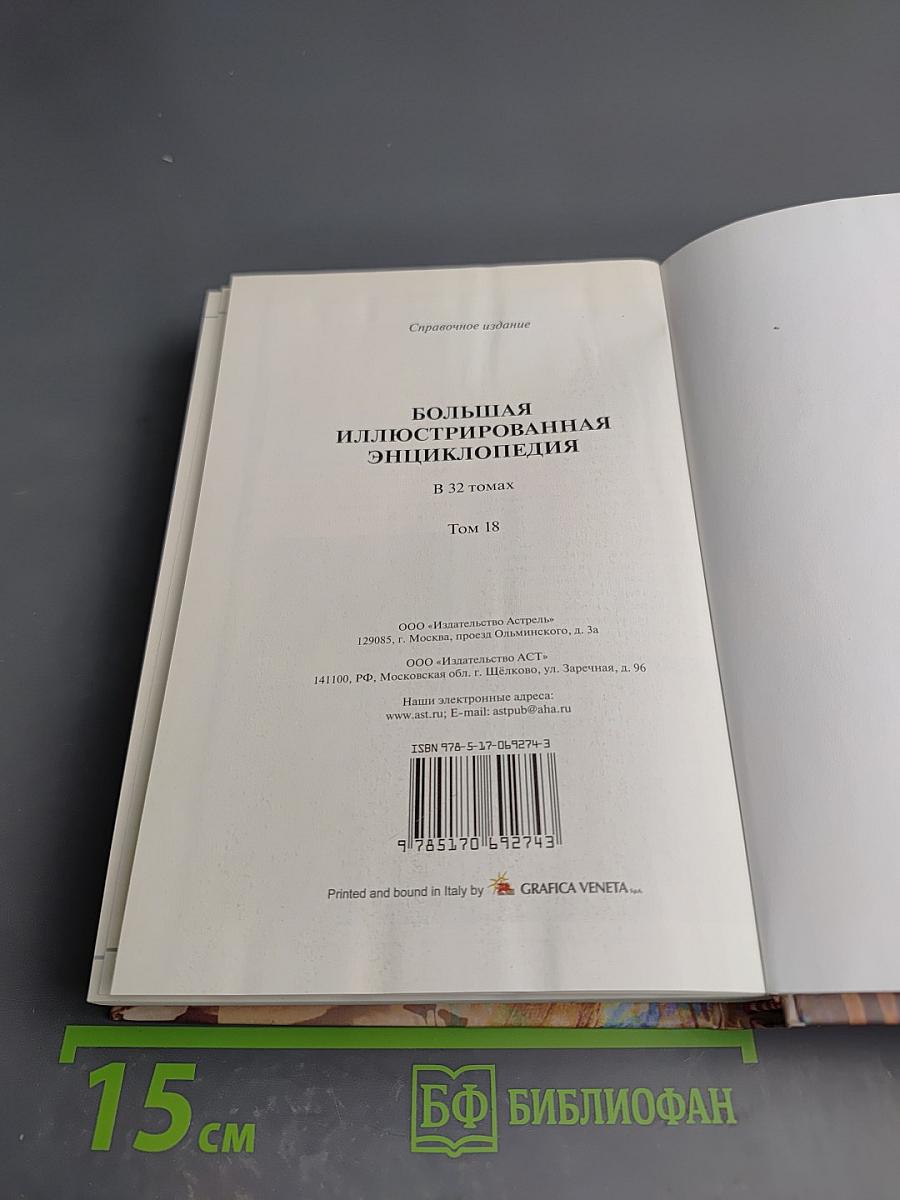 Справочное издание
БОЛЬШАЯ
ИЛЛЮСТРИРОВАННАЯ
ЭНЦИКЛОПЕДИЯ
В 32 томах
Том 18
ООО «Издательство Астрель»
129085, г. Москва, проезд Ольминского, д. 3а
ООО «Издательство АСТ»
141100, РФ, Московская обл. г. Щёлково, ул. Заречная, д. 96
Наши электронные адреса:
www.ast.ru; E-mail: astpub@aha.ru
ISBN 978-5-17-069274-3
9 785170 692743
Printed and bound in Italy by GRAFICA VENETA S.p.A.
15 см
БФ БИБЛИОФАН